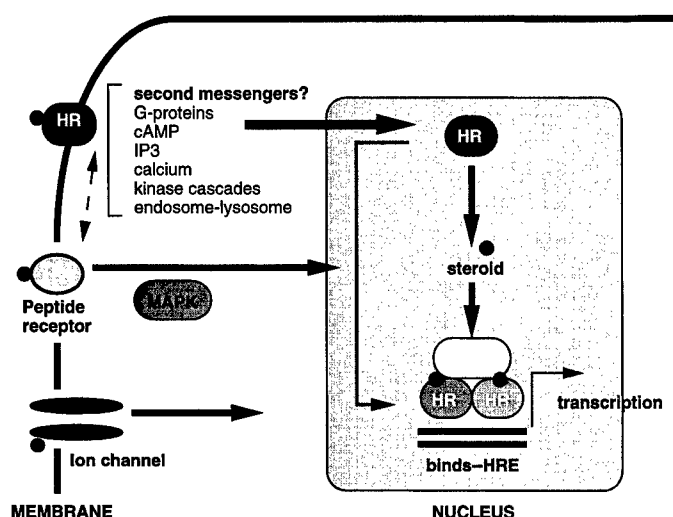 HR
second messengers?
G-proteins
cAMP
IP3
calcium
kinase cascades
endosome-lysosome
HR
steroid
Peptide
receptor
MAPK
HR
HR
transcription
Ion channel
binds–HRE
MEMBRANE
NUCLEUS